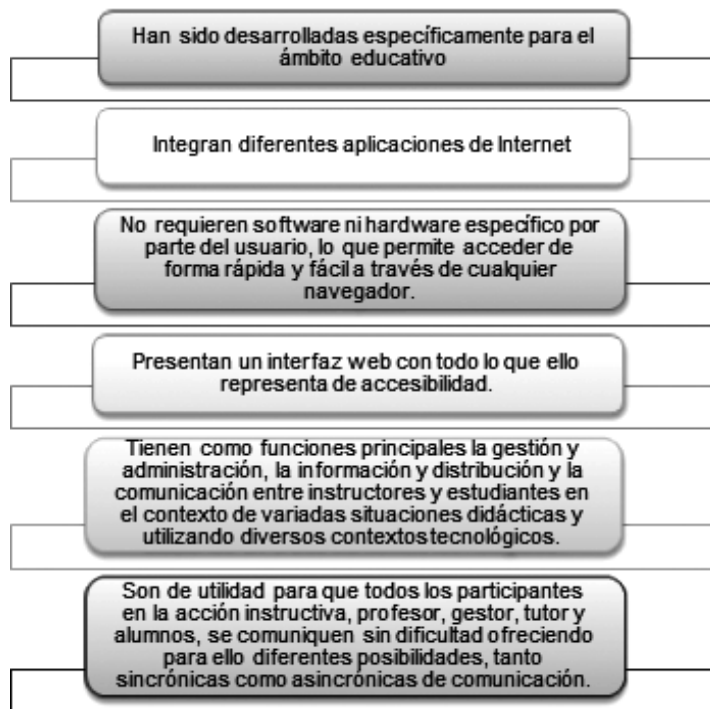 Han sido desarrolladas específicamente para el
ámbito educativo
Integran diferentes aplicaciones de Internet
No requieren software ni hardware específico por
parte del usuario, lo que permite acceder de
forma rápida y fácil a través de cualquier
navegador.
Presentan un interfaz web con todo lo que ello
representa de accesibilidad.
Tienen como funciones principales la gestión y
administración, la información y distribución y la
comunicación entre instructores y estudiantes en
el contexto de variadas situaciones didácticas y
utilizando diversos contextos tecnológicos.
Son de utilidad para que todos los participantes
en la acción instructiva, profesor, gestor, tutor y
alumnos, se comuniquen sin dificultad ofreciendo
para ello diferentes posibilidades, tanto
sincrónicas como asincrónicas de comunicación.